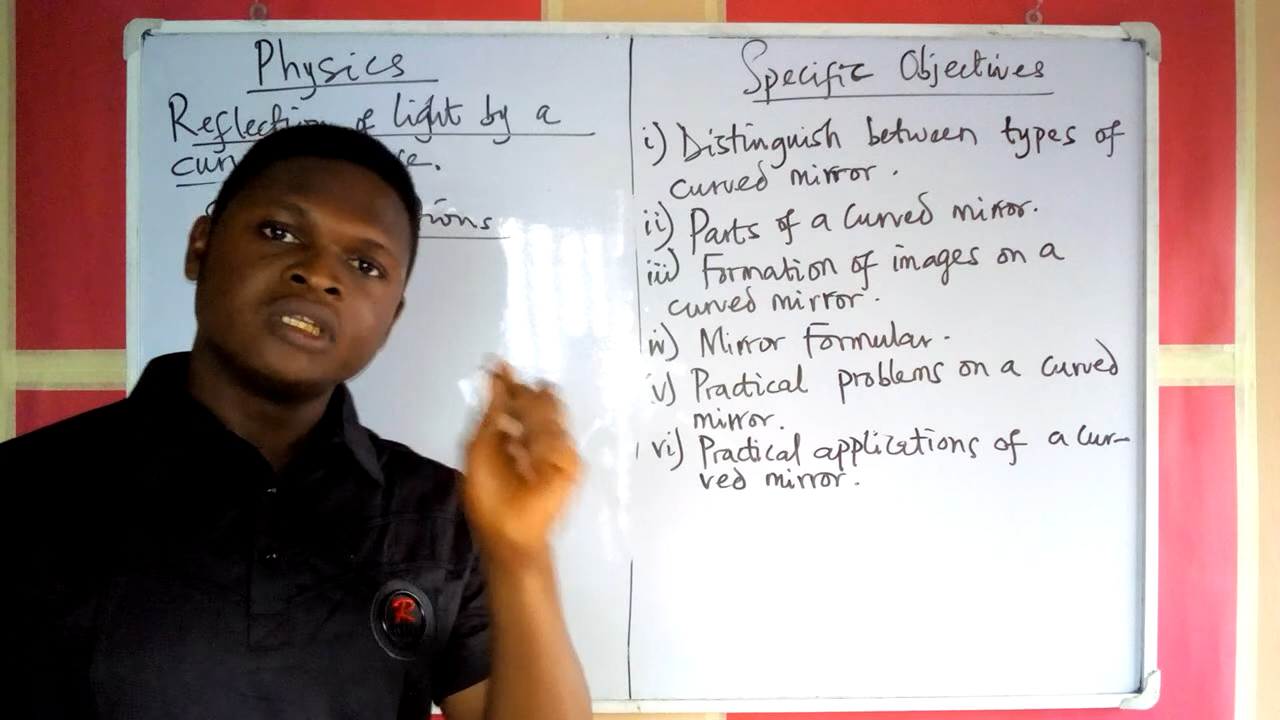 Physics
Reflection of light by a
cur
Specific Objectives
i) Distinguish between types of
curved mirror.
ii) Parts of a curved mirror.
iii) Formation of images on a
curved mirror.
iv) Mirror formular.
v) Practical problems on a curved
mirror.
vi) Practical applications of a cur-
ved mirror.
R